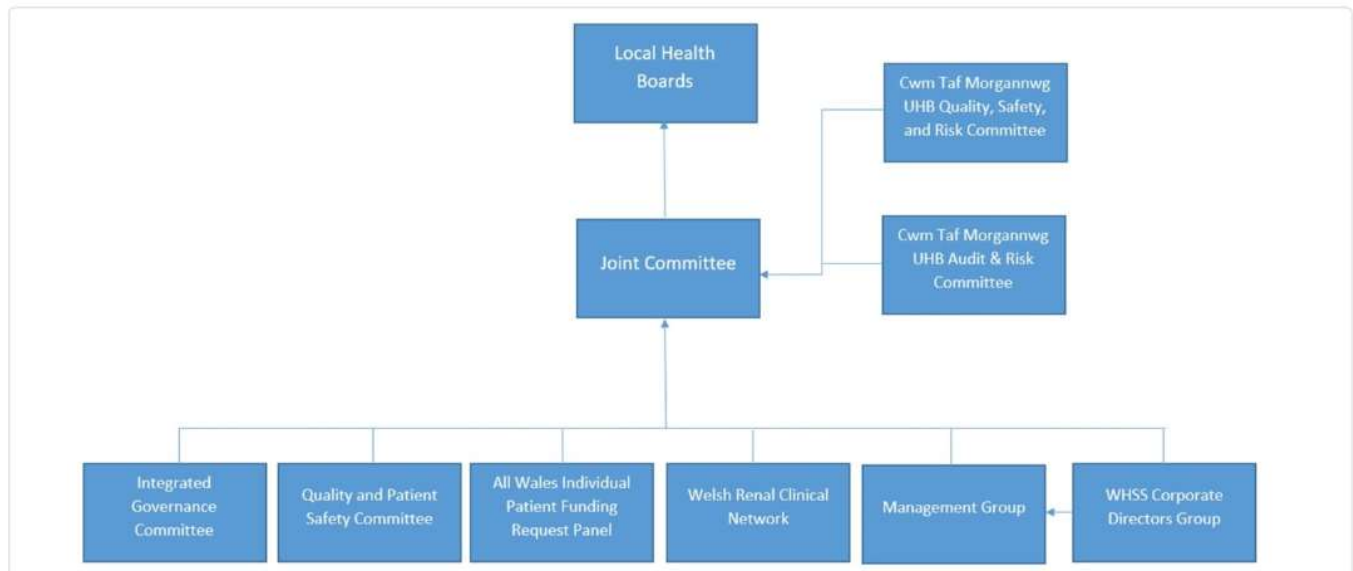 Local Health
Boards
Cwm Taf Morgannwg
UHB Quality, Safety,
and Risk Committee
Joint Committee
Cwm Taf Morgannwg
UHB Audit & Risk
Committee
Integrated
Governance
Committee
Quality and Patient
Safety Committee
All Wales Individual
Patient Funding
Request Panel
Welsh Renal Clinical
Network
Management Group
WHSS Corporate
Directors Group